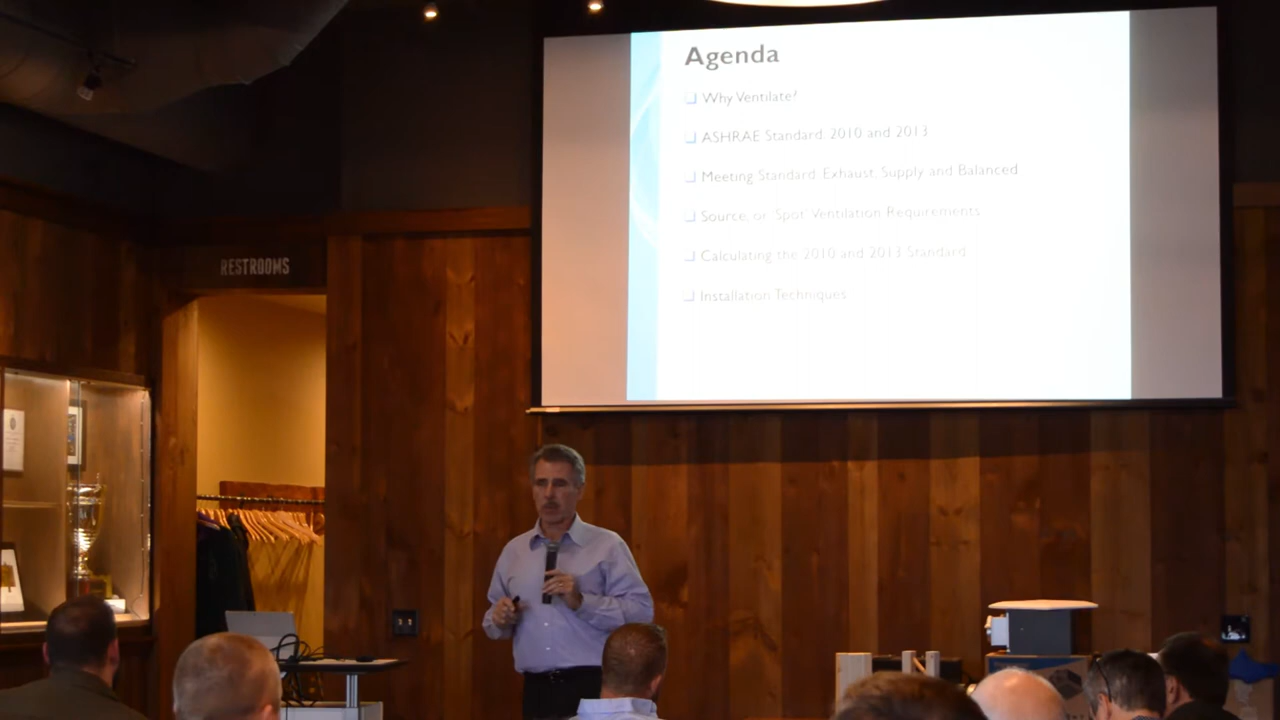 Agenda
Why Ventilate?
ASHRAE Standard, 2010 and 2013
Meeting Standard: Exhaust, Supply and Balanced
Source, or 'Spot' Ventilation Requirements
Calculating the 2010 and 2013 Standard
Installation Techniques
RESTROOMS